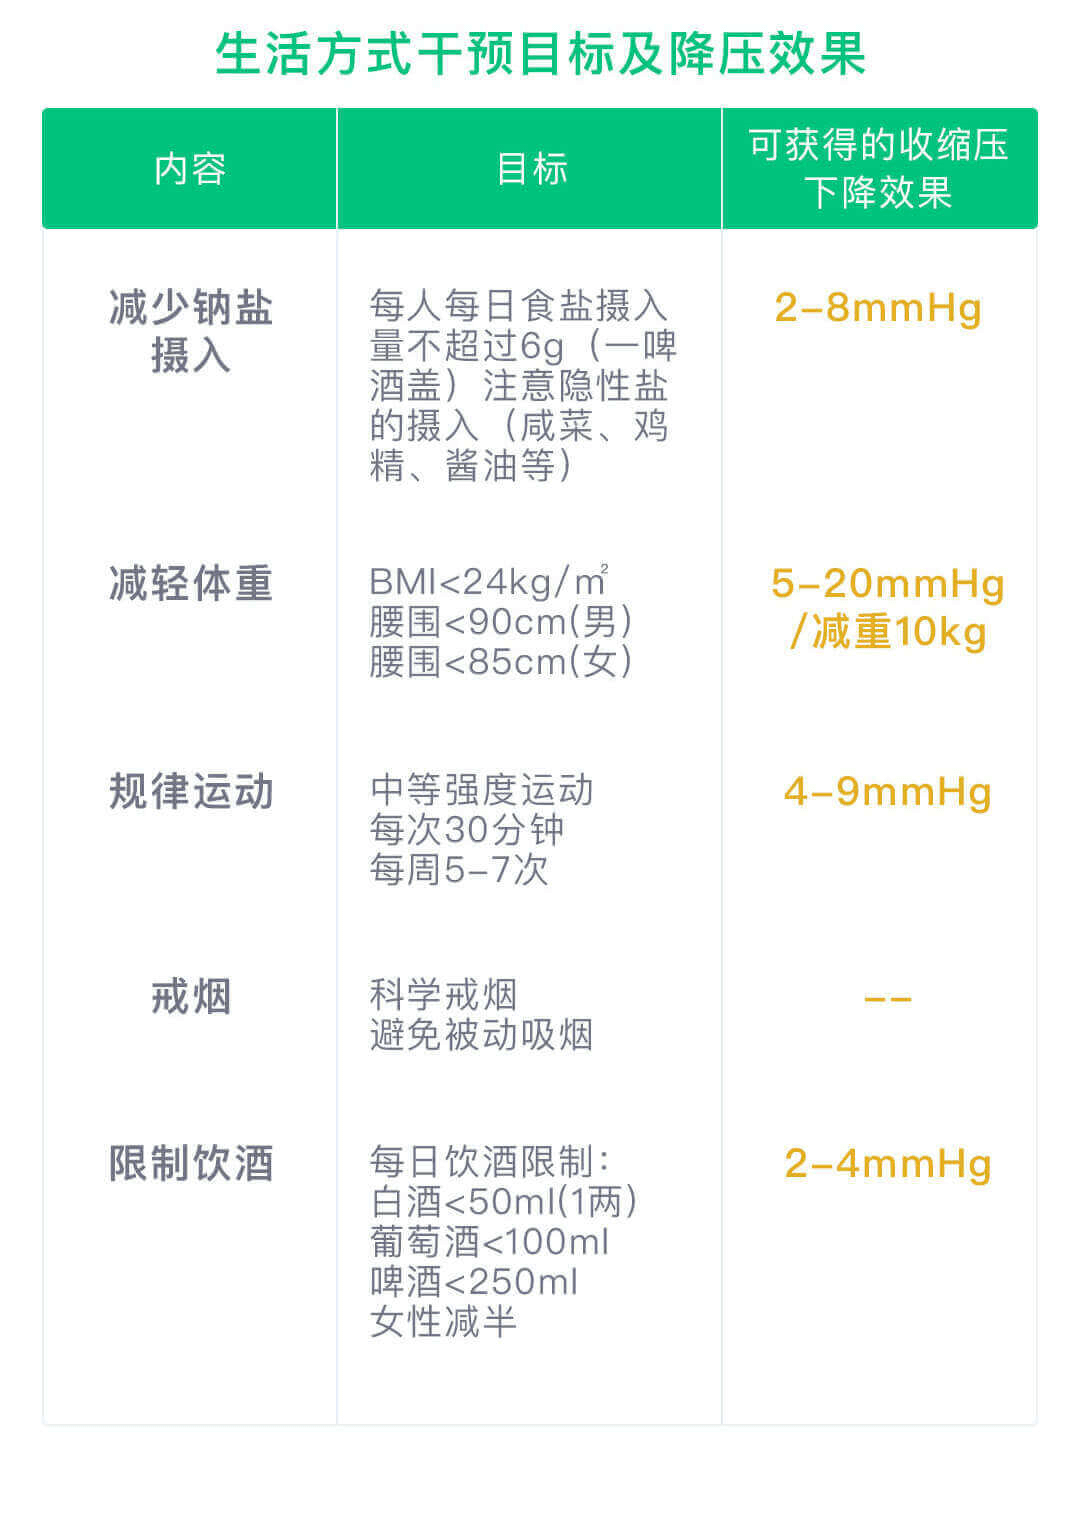 生活方式干预目标及降压效果
内容
目标
可获得的收缩压
下降效果
减少钠盐
摄入
每人每日食盐摄入
量不超过6g（一啤
酒盖）注意隐性盐
的摄入（咸菜、鸡
精、酱油等）
2-8mmHg
减轻体重
BMI<24kg/㎡
腰围<90cm(男)
腰围<85cm(女)
5-20mmHg
/减重10kg
规律运动
中等强度运动
每次30分钟
每周5-7次
4-9mmHg
戒烟
科学戒烟
避免被动吸烟
--
限制饮酒
每日饮酒限制：
白酒<50ml(1两)
葡萄酒<100ml
啤酒<250ml
女性减半
2-4mmHg